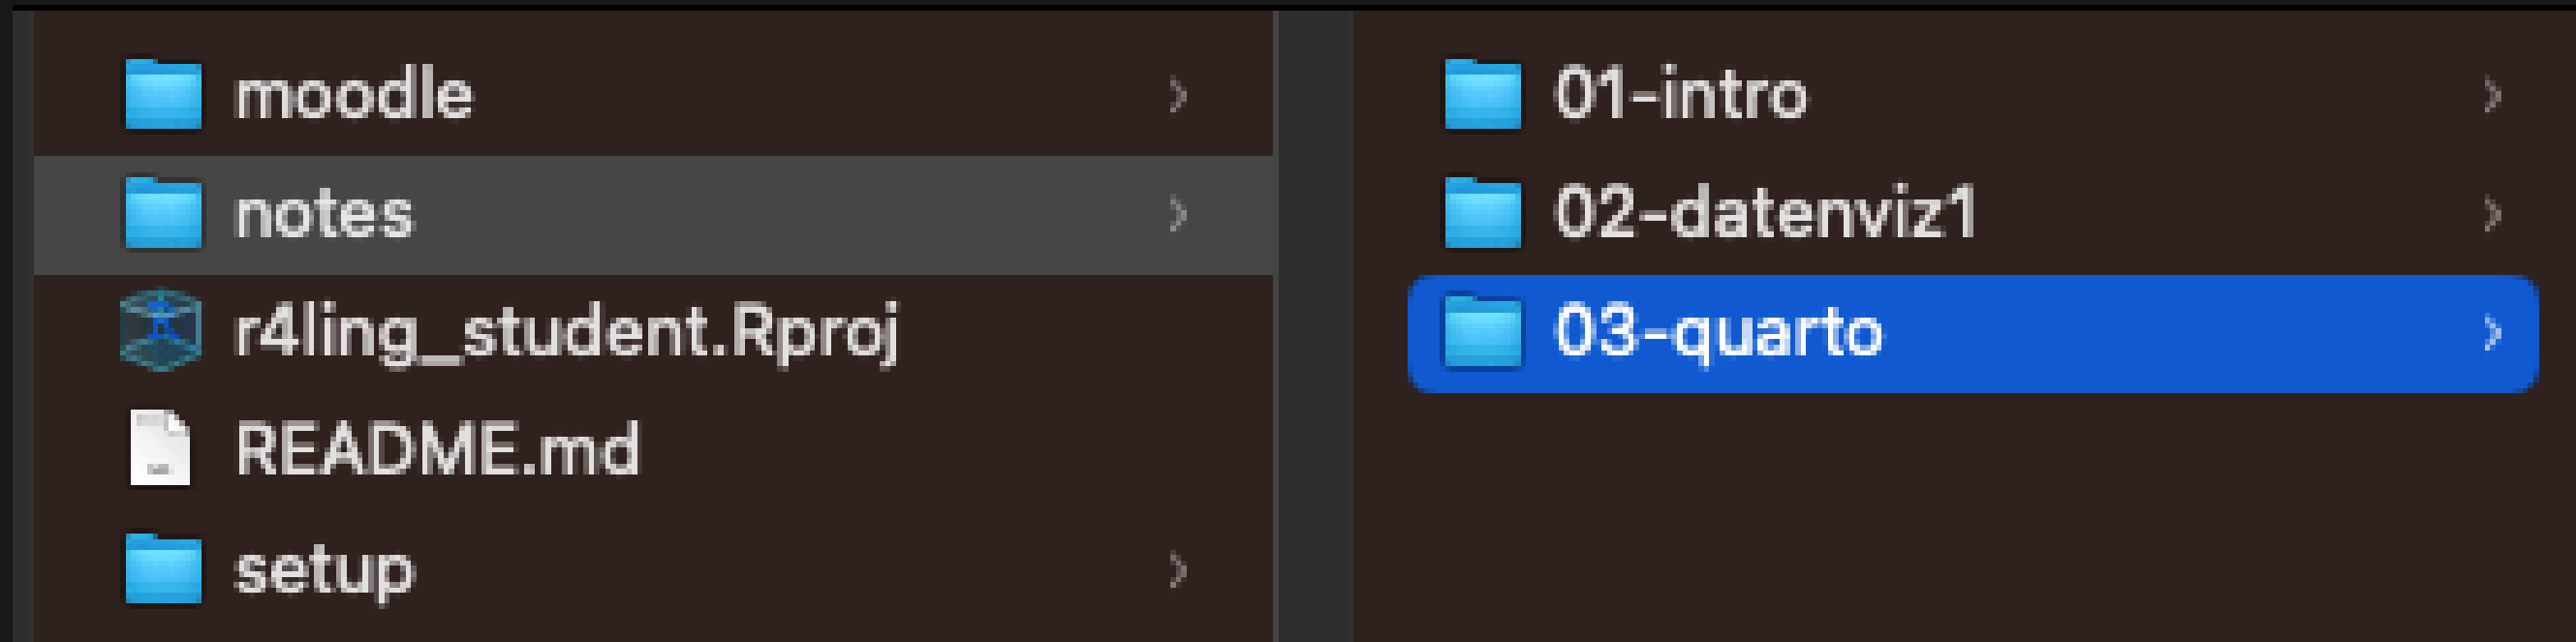 moodle
notes
r4ling_student.Rproj
README.md
setup
01-intro
02-datenviz1
03-quarto